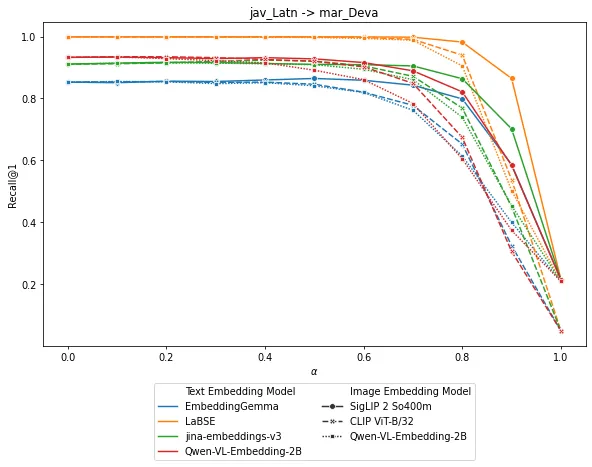 jav_Latn -> mar_Deva
Recall@1
1.0
0.8
0.6
0.4
0.2
0.0 0.2 0.4 0.6 0.8 1.0
α
Text Embedding Model
EmbeddingGemma
LaBSE
jina-embeddings-v3
Qwen-VL-Embedding-2B
Image Embedding Model
SigLIP 2 So400m
CLIP ViT-B/32
Qwen-VL-Embedding-2B